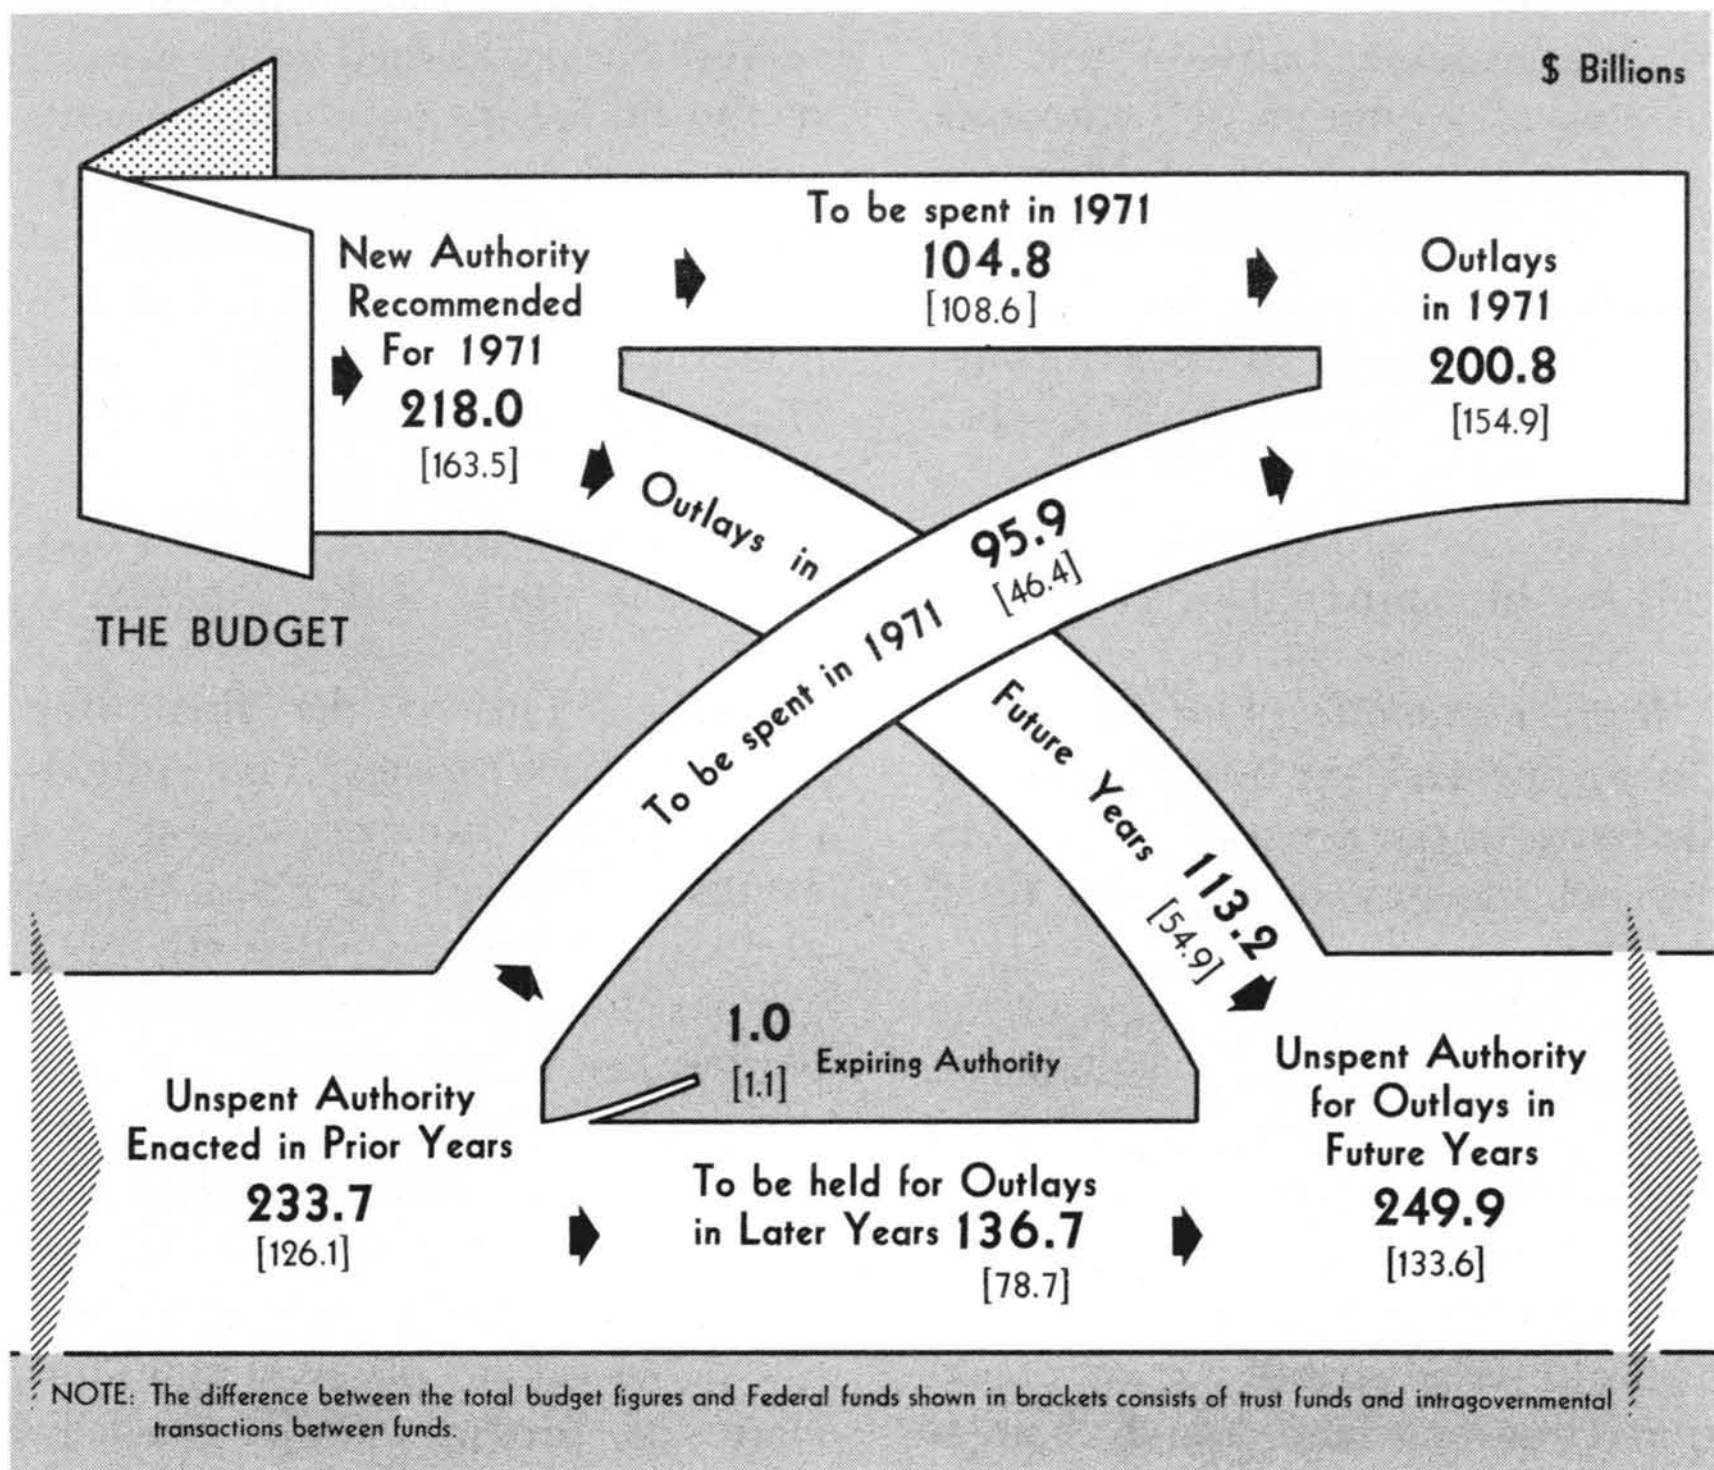 $ Billions
To be spent in 1971
104.8
[108.6]
New Authority
Recommended
For 1971
218.0
[163.5]
Outlays
in 1971
200.8
[154.9]
Outlays in
Future Years 113.2
[54.9]
To be spent in 1971 95.9
[46.4]
THE BUDGET
1.0
[1.1]
Expiring Authority
Unspent Authority
Enacted in Prior Years
233.7
[126.1]
To be held for Outlays
in Later Years 136.7
[78.7]
Unspent Authority
for Outlays in
Future Years
249.9
[133.6]
NOTE: The difference between the total budget figures and Federal funds shown in brackets consists of trust funds and intragovernmental
transactions between funds.